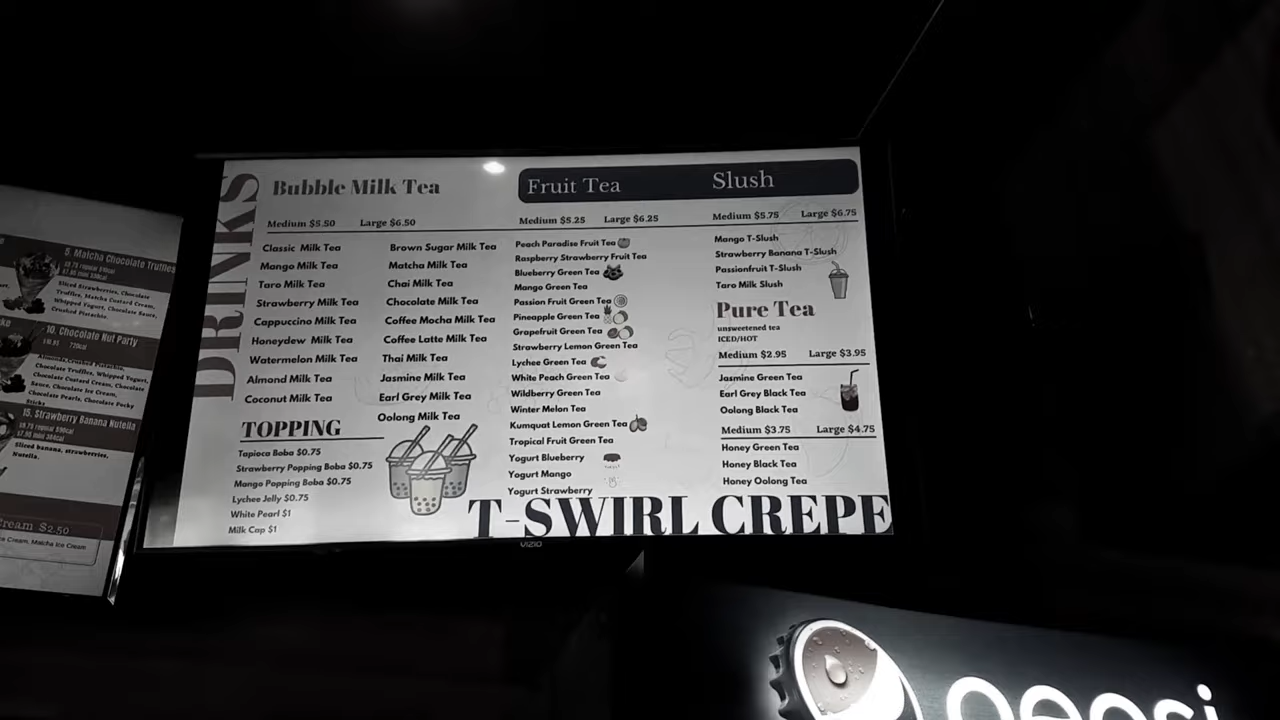 5. Matcha Chocolate Truffles
$9.75 regular 940cal
Sliced Strawberries, Chocolate
Truffles, Matcha Custard Cream,
Whipped Yogurt, Chocolate Sauce,
Crushed Pistachio.
10. Chocolate Nut Party
$10.95 720cal
Almonds, Crushed Pistachio,
Chocolate Truffles, Whipped Yogurt,
Chocolate Custard Cream, Chocolate
Sauce, Chocolate Ice Cream,
Chocolate Pearls, Chocolate Pocky
Sticks
15. Strawberry Banana Nutella
Sliced banana, strawberries,
Nutella.
Cream $2.50
Ice Cream, Matcha Ice Cream
DRINKS
Bubble Milk Tea
Medium $5.50 Large $6.50
Classic Milk Tea
Mango Milk Tea
Taro Milk Tea
Strawberry Milk Tea
Cappuccino Milk Tea
Honeydew Milk Tea
Watermelon Milk Tea
Almond Milk Tea
Coconut Milk Tea
Brown Sugar Milk Tea
Matcha Milk Tea
Chai Milk Tea
Chocolate Milk Tea
Coffee Mocha Milk Tea
Coffee Latte Milk Tea
Thai Milk Tea
Jasmine Milk Tea
Earl Grey Milk Tea
Oolong Milk Tea
TOPPING
Tapioca Boba $0.75
Strawberry Popping Boba $0.75
Mango Popping Boba $0.75
Lychee Jelly $0.75
White Pearl $1
Milk Cap $1
Fruit Tea
Medium $5.25 Large $6.25
Peach Paradise Fruit Tea
Raspberry Strawberry Fruit Tea
Blueberry Green Tea
Mango Green Tea
Passion Fruit Green Tea
Pineapple Green Tea
Grapefruit Green Tea
Strawberry Lemon Green Tea
Lychee Green Tea
White Peach Green Tea
Wildberry Green Tea
Winter Melon Tea
Kumquat Lemon Green Tea
Tropical Fruit Green Tea
Yogurt Blueberry
Yogurt Mango
Yogurt Strawberry
Slush
Medium $5.75 Large $6.75
Mango T-Slush
Strawberry Banana T-Slush
Passionfruit T-Slush
Taro Milk Slush
Pure Tea
unsweetened tea
ICED/HOT
Medium $2.95 Large $3.95
Jasmine Green Tea
Earl Grey Black Tea
Oolong Black Tea
Medium $3.75 Large $4.75
Honey Green Tea
Honey Black Tea
Honey Oolong Tea
T-SWIRL CREPE
VIZIO
pepsi